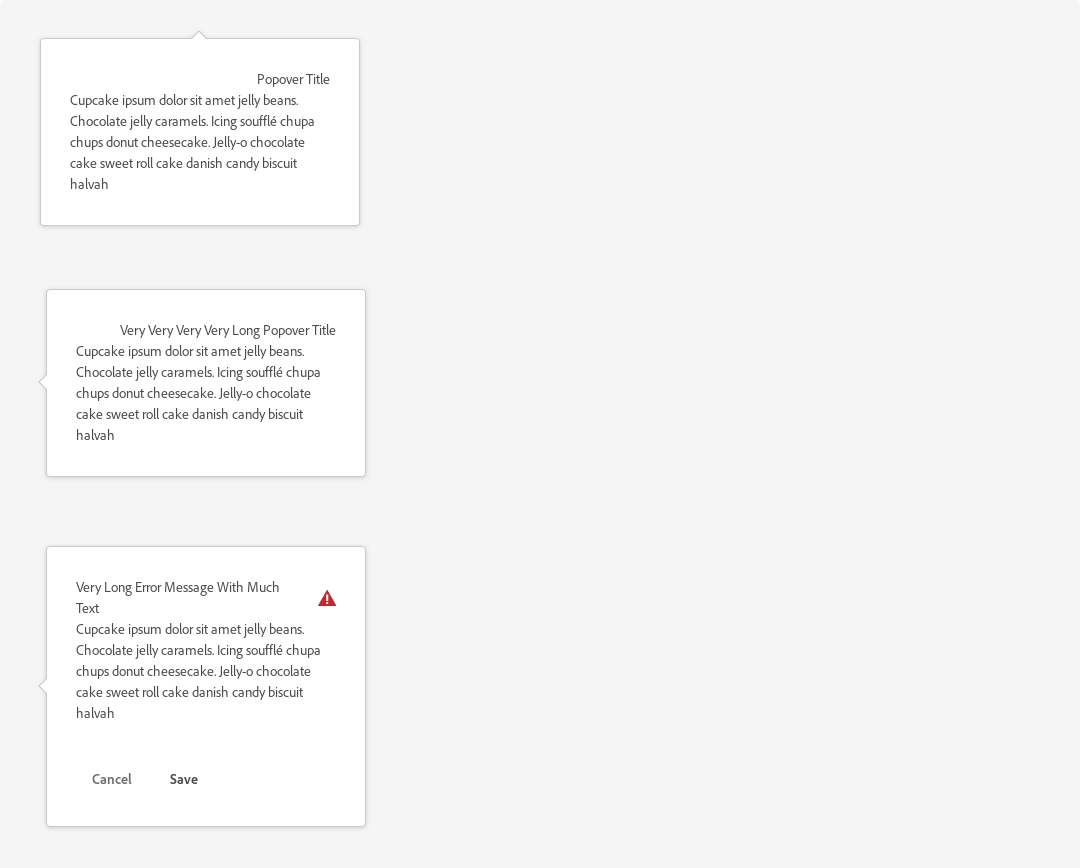 Popover Title
Cupcake ipsum dolor sit amet jelly beans.
Chocolate jelly caramels. Icing soufflé chupa
chups donut cheesecake. Jelly-o chocolate
cake sweet roll cake danish candy biscuit
halvah
Very Very Very Very Long Popover Title
Cupcake ipsum dolor sit amet jelly beans.
Chocolate jelly caramels. Icing soufflé chupa
chups donut cheesecake. Jelly-o chocolate
cake sweet roll cake danish candy biscuit
halvah
Very Long Error Message With Much
Text
Cupcake ipsum dolor sit amet jelly beans.
Chocolate jelly caramels. Icing soufflé chupa
chups donut cheesecake. Jelly-o chocolate
cake sweet roll cake danish candy biscuit
halvah
Cancel Save